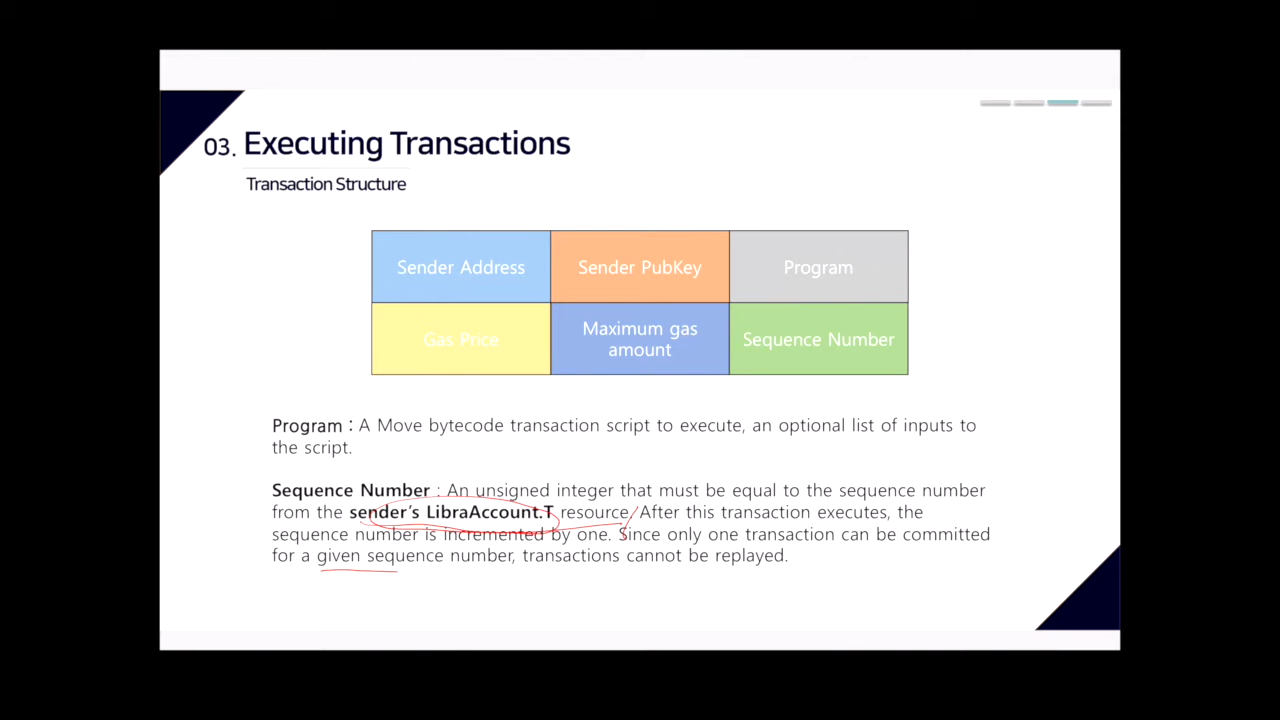 03. Executing Transactions
Transaction Structure
Sender Address
Sender PubKey
Program
Gas Price
Maximum gas
amount
Sequence Number
Program : A Move bytecode transaction script to execute, an optional list of inputs to
the script.
Sequence Number : An unsigned integer that must be equal to the sequence number
from the sender's LibraAccount.T resource. After this transaction executes, the
sequence number is incremented by one. Since only one transaction can be committed
for a given sequence number, transactions cannot be replayed.